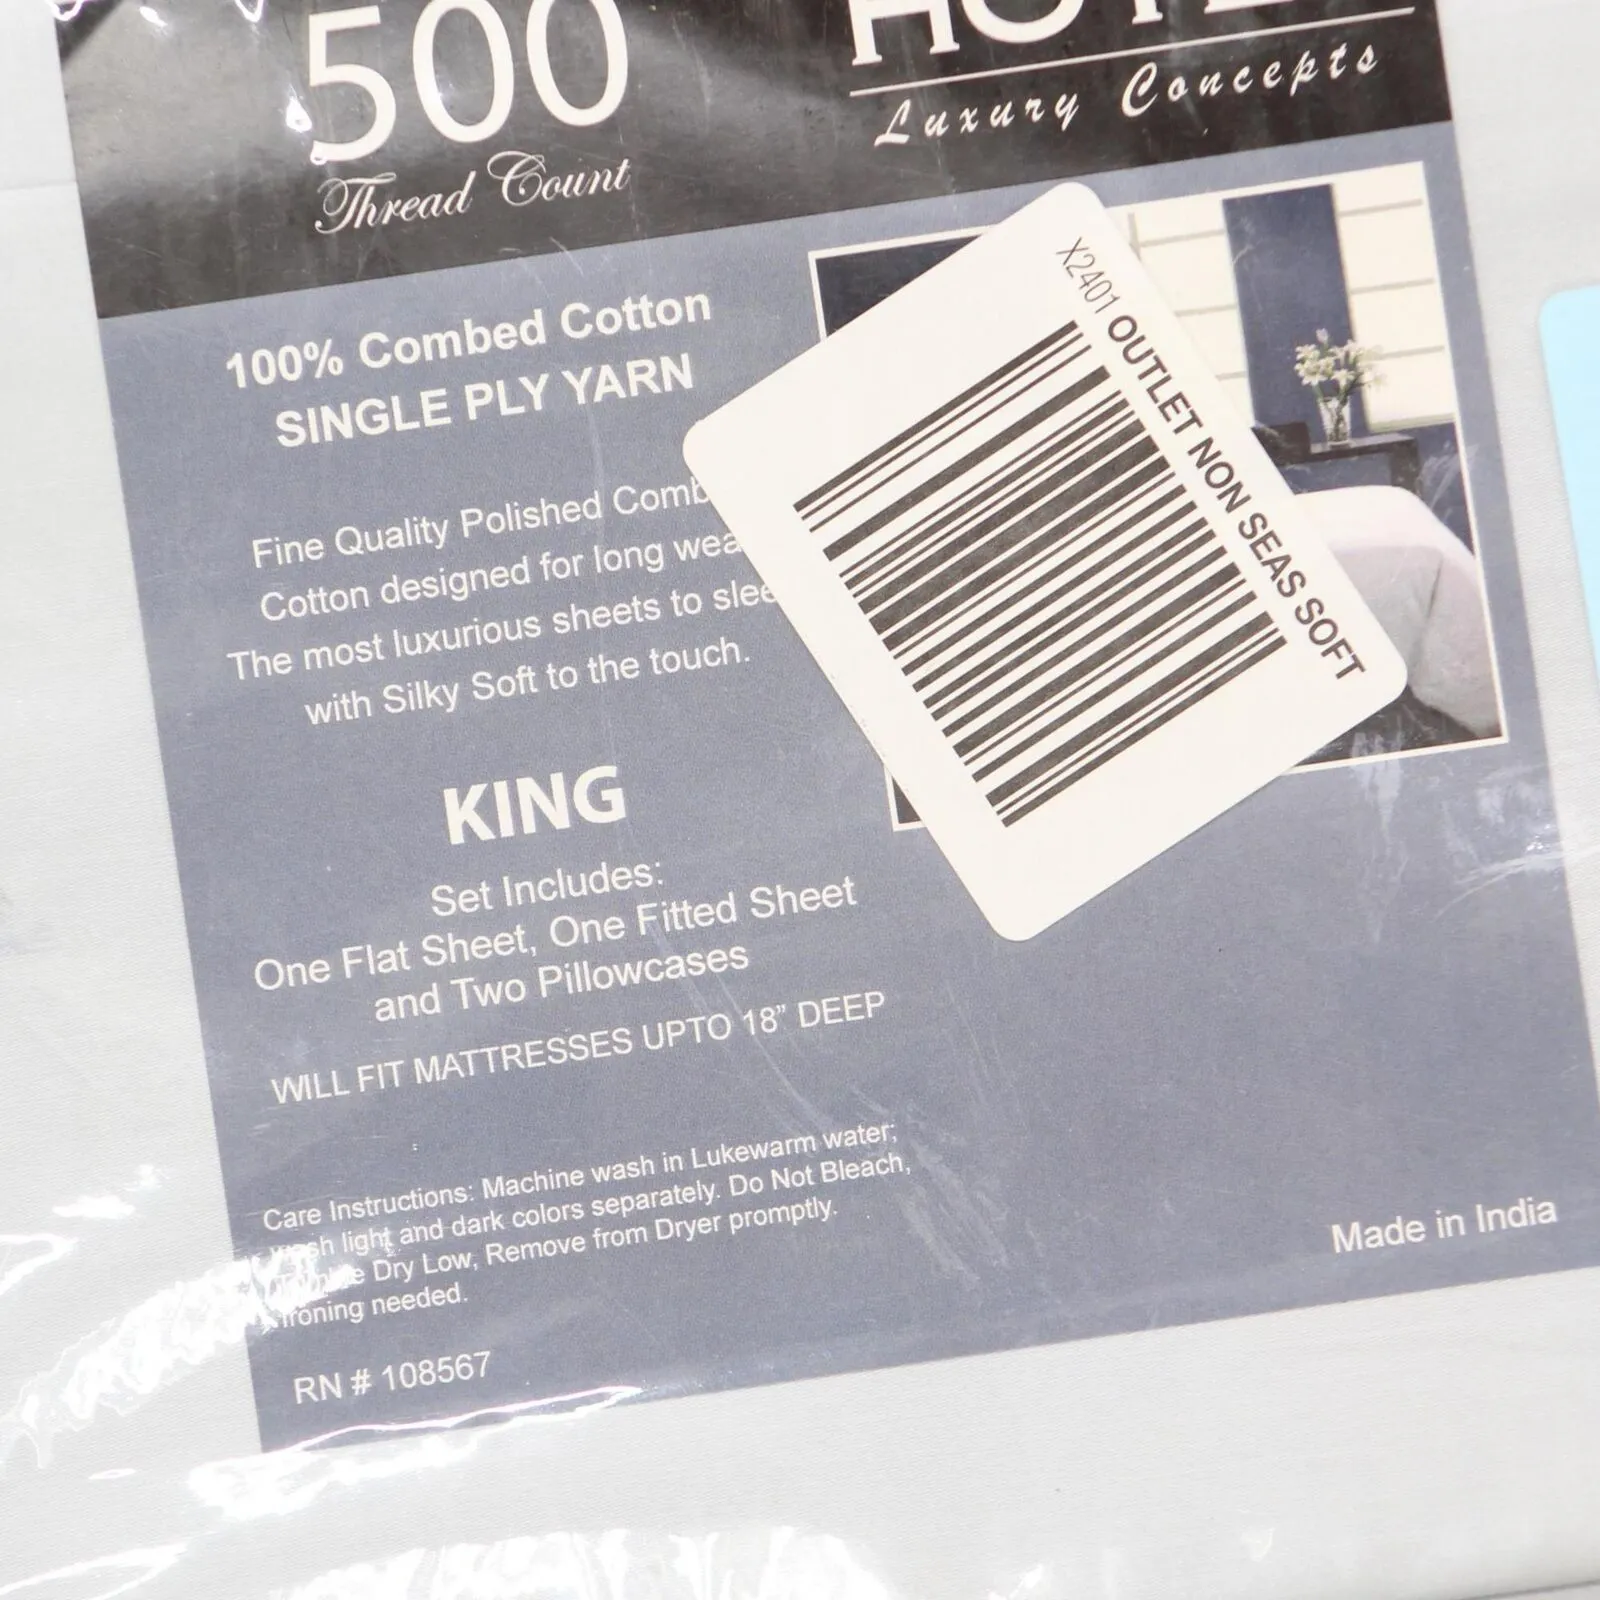 500
Thread Count
Luxury Concepts
100% Combed Cotton
SINGLE PLY YARN
Fine Quality Polished Comb
Cotton designed for long wea
The most luxurious sheets to slee
with Silky Soft to the touch.
KING
Set Includes:
One Flat Sheet, One Fitted Sheet
and Two Pillowcases
WILL FIT MATTRESSES UPTO 18” DEEP
Care Instructions: Machine wash in Lukewarm water;
wash light and dark colors separately. Do Not Bleach,
Tumble Dry Low, Remove from Dryer promptly.
ironing needed.
RN # 108567
X2401 OUTLET NON SEAS SOFT
Made in India